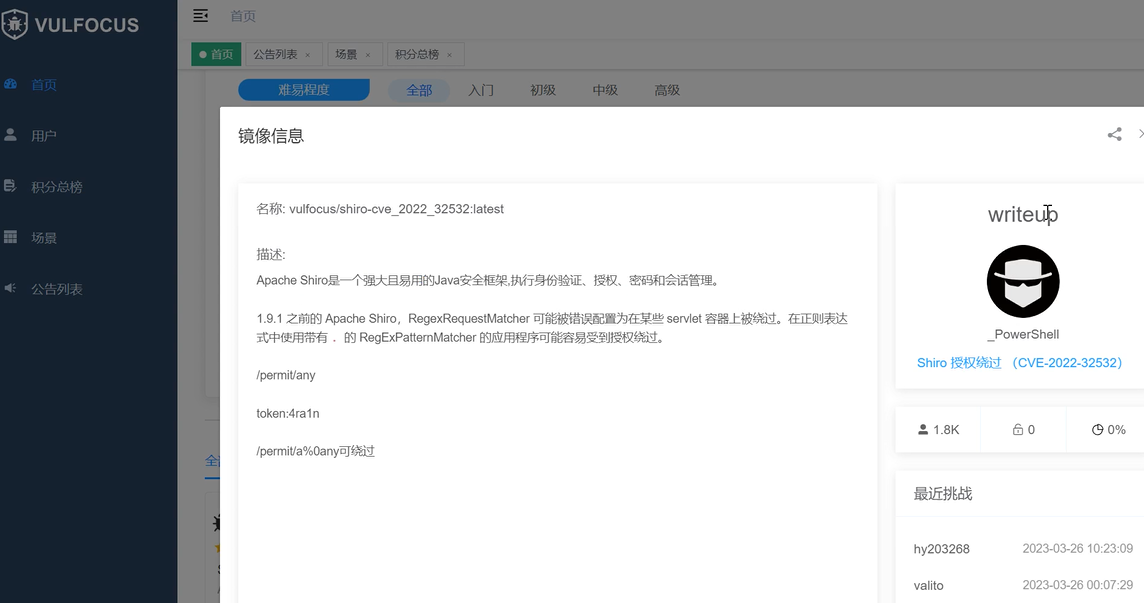 VULFOCUS
首页
用户
积分总榜
场景
公告列表
首页
首页 公告列表 × 场景 × 积分总榜 ×
难易程度 全部 入门 初级 中级 高级
镜像信息
名称: vulfocus/shiro-cve_2022_32532:latest
描述:
Apache Shiro是一个强大且易用的Java安全框架,执行身份验证、授权、密码和会话管理。
1.9.1 之前的 Apache Shiro，RegexRequestMatcher 可能被错误配置为在某些 servlet 容器上被绕过。在正则表达
式中使用带有 . 的 RegExPatternMatcher 的应用程序可能容易受到授权绕过。
/permit/any
token:4ra1n
/permit/a%0any可绕过
writeup
_PowerShell
Shiro 授权绕过 （CVE-2022-32532）
1.8K 0 0%
最近挑战
hy203268 2023-03-26 10:23:09
valito 2023-03-26 00:07:29